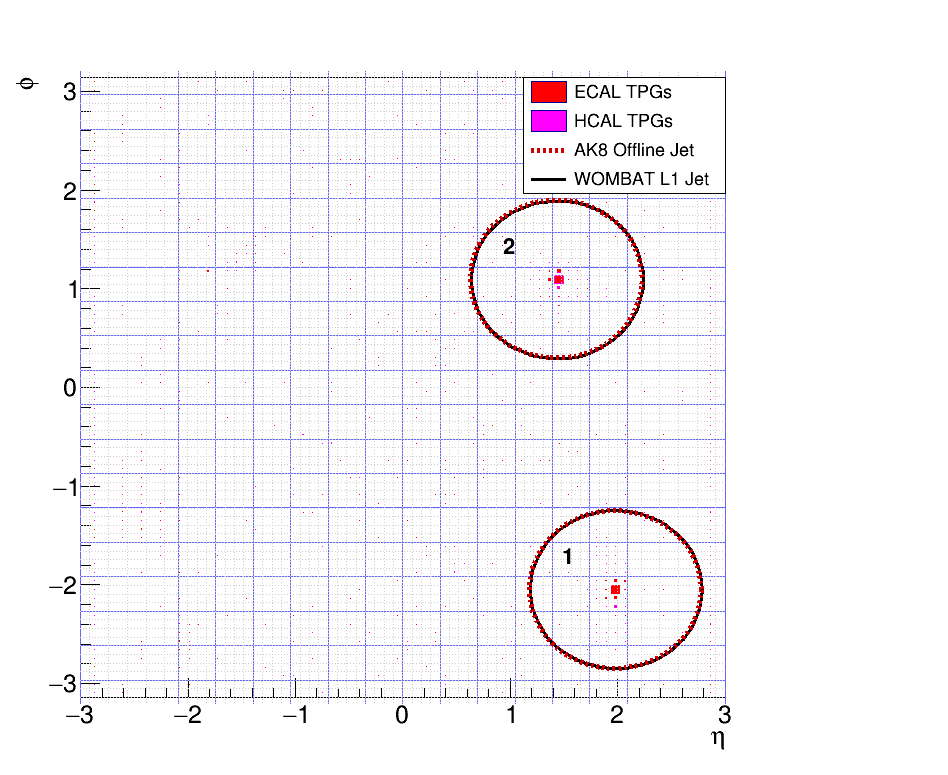 ϕ
3
2
1
0
−1
−2
−3
ECAL TPGs
HCAL TPGs
AK8 Offline Jet
WOMBAT L1 Jet
2
1
−3 −2 −1 0 1 2 3
η